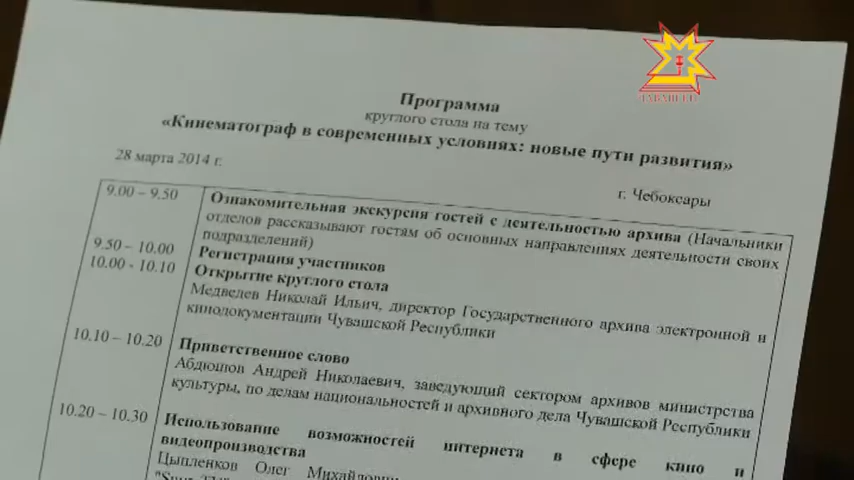 Программа
круглого стола на тему
«Кинематограф в современных условиях: новые пути развития»
28 марта 2014 г.
г. Чебоксары
9.00 – 9.50
Ознакомительная экскурсия гостей с деятельностью архива (Начальники
отделов рассказывают гостям об основных направлениях деятельности своих
подразделений)
9.50 – 10.00
Регистрация участников
10.00 - 10.10
Открытие круглого стола
Медведев Николай Ильич, директор Государственного архива электронной и
кинодокументации Чувашской Республики
10.10 – 10.20
Приветственное слово
Абдюшов Андрей Николаевич, заведующий сектором архивов министерства
культуры, по делам национальностей и архивного дела Чувашской Республики
10.20 – 10.30
Использование возможностей интернета в сфере кино и
видеопроизводства
Цыпленков Олег Михайлович